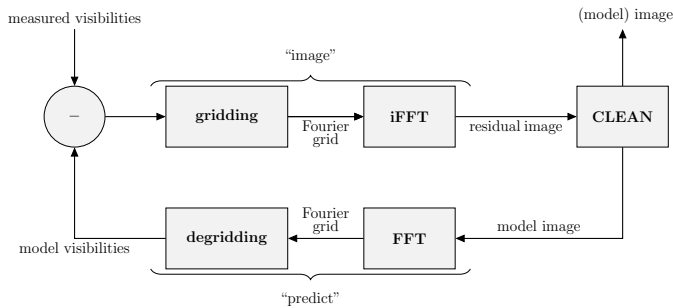 measured visibilities
(model) image
“image”
−
gridding
Fourier
grid
iFFT
residual image
CLEAN
model visibilities
degridding
Fourier
grid
FFT
model image
“predict”